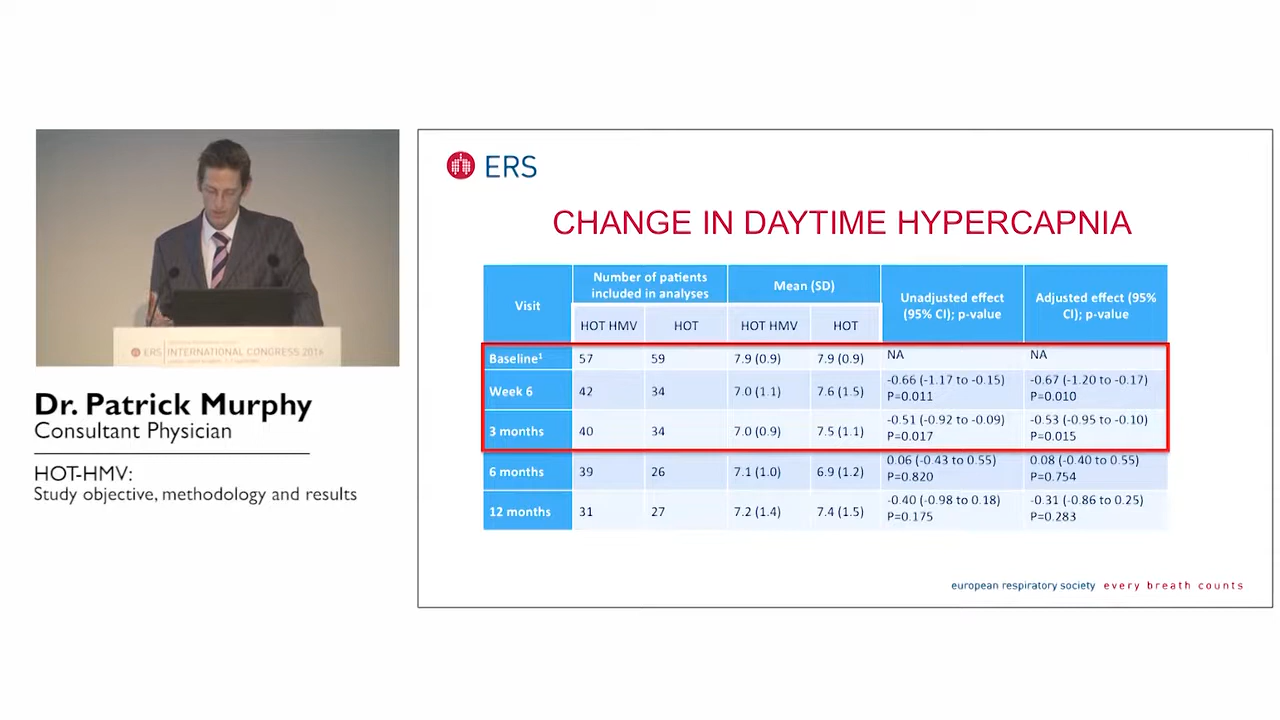 ERS
INTERNATIONAL CONGRESS 2016
Dr. Patrick Murphy
Consultant Physician
HOT-HMV:
Study objective, methodology and results
ERS
CHANGE IN DAYTIME HYPERCAPNIA
Visit
Number of patients
included in analyses
Mean (SD)
Unadjusted effect
(95% CI); p-value
Adjusted effect (95%
CI); p-value
HOT HMV HOT HOT HMV HOT
Baseline¹ 57 59 7.9 (0.9) 7.9 (0.9) NA NA
Week 6 42 34 7.0 (1.1) 7.6 (1.5) -0.66 (-1.17 to -0.15) -0.67 (-1.20 to -0.17)
P=0.011 P=0.010
3 months 40 34 7.0 (0.9) 7.5 (1.1) -0.51 (-0.92 to -0.09) -0.53 (-0.95 to -0.10)
P=0.017 P=0.015
6 months 39 26 7.1 (1.0) 6.9 (1.2) 0.06 (-0.43 to 0.55) 0.08 (-0.40 to 0.55)
P=0.820 P=0.754
12 months 31 27 7.2 (1.4) 7.4 (1.5) -0.40 (-0.98 to 0.18) -0.31 (-0.86 to 0.25)
P=0.175 P=0.283
european respiratory society every breath counts